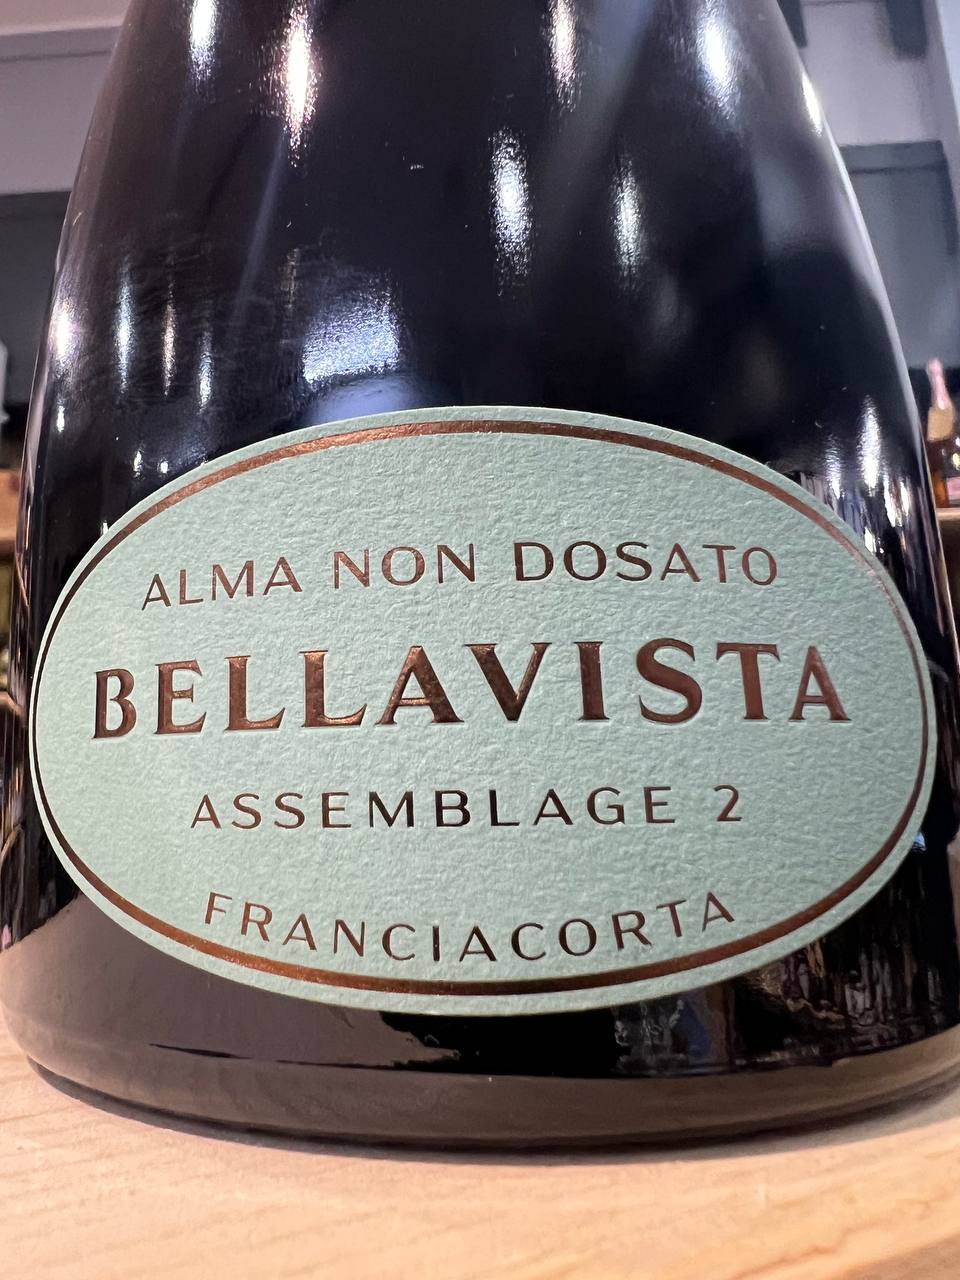 ALMA NON DOSATO
BELLAVISTA
ASSEMBLAGE 2
FRANCIACORTA